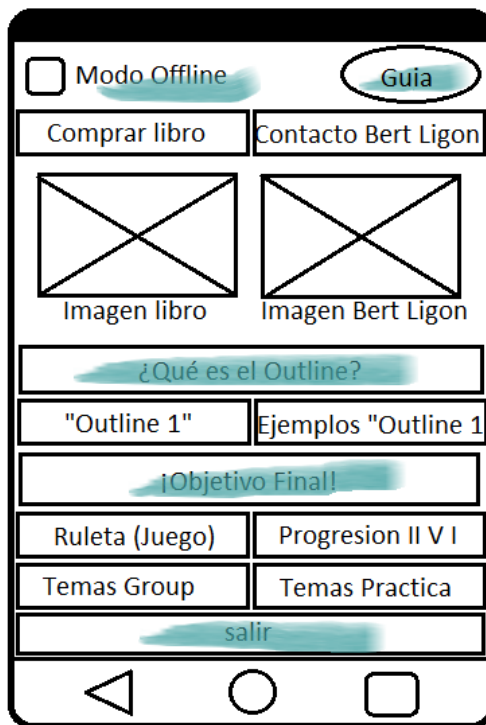 Modo Offline
Guia
Comprar libro
Contacto Bert Ligon
Imagen libro
Imagen Bert Ligon
¿Qué es el Outline?
"Outline 1"
Ejemplos "Outline 1
¡Objetivo Final!
Ruleta (Juego)
Progresion II V I
Temas Group
Temas Practica
salir